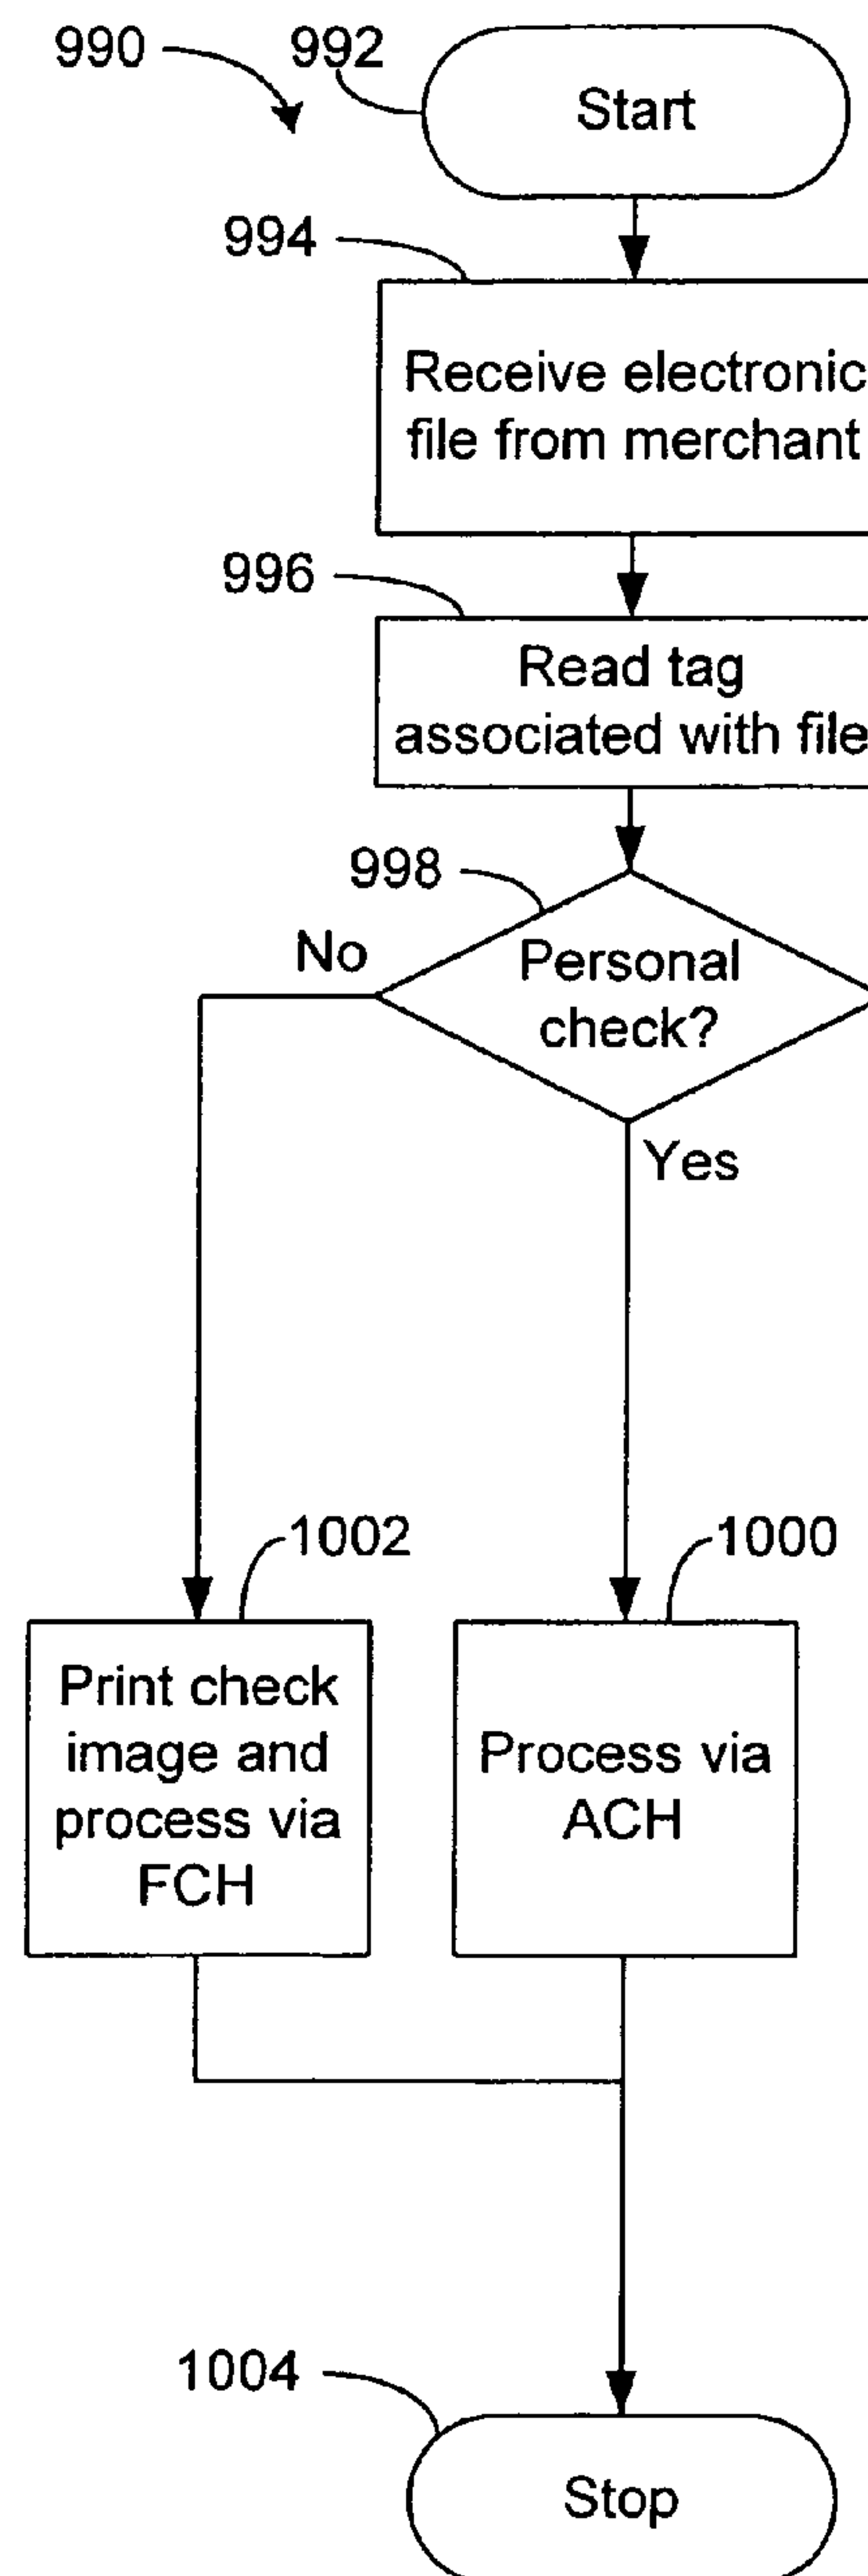 990
992
Start
994
Receive electronic
file from merchant
996
Read tag
associated with file
998
No
Personal
check?
Yes
1002
1000
Print check
image and
process via
FCH
Process via
ACH
1004
Stop